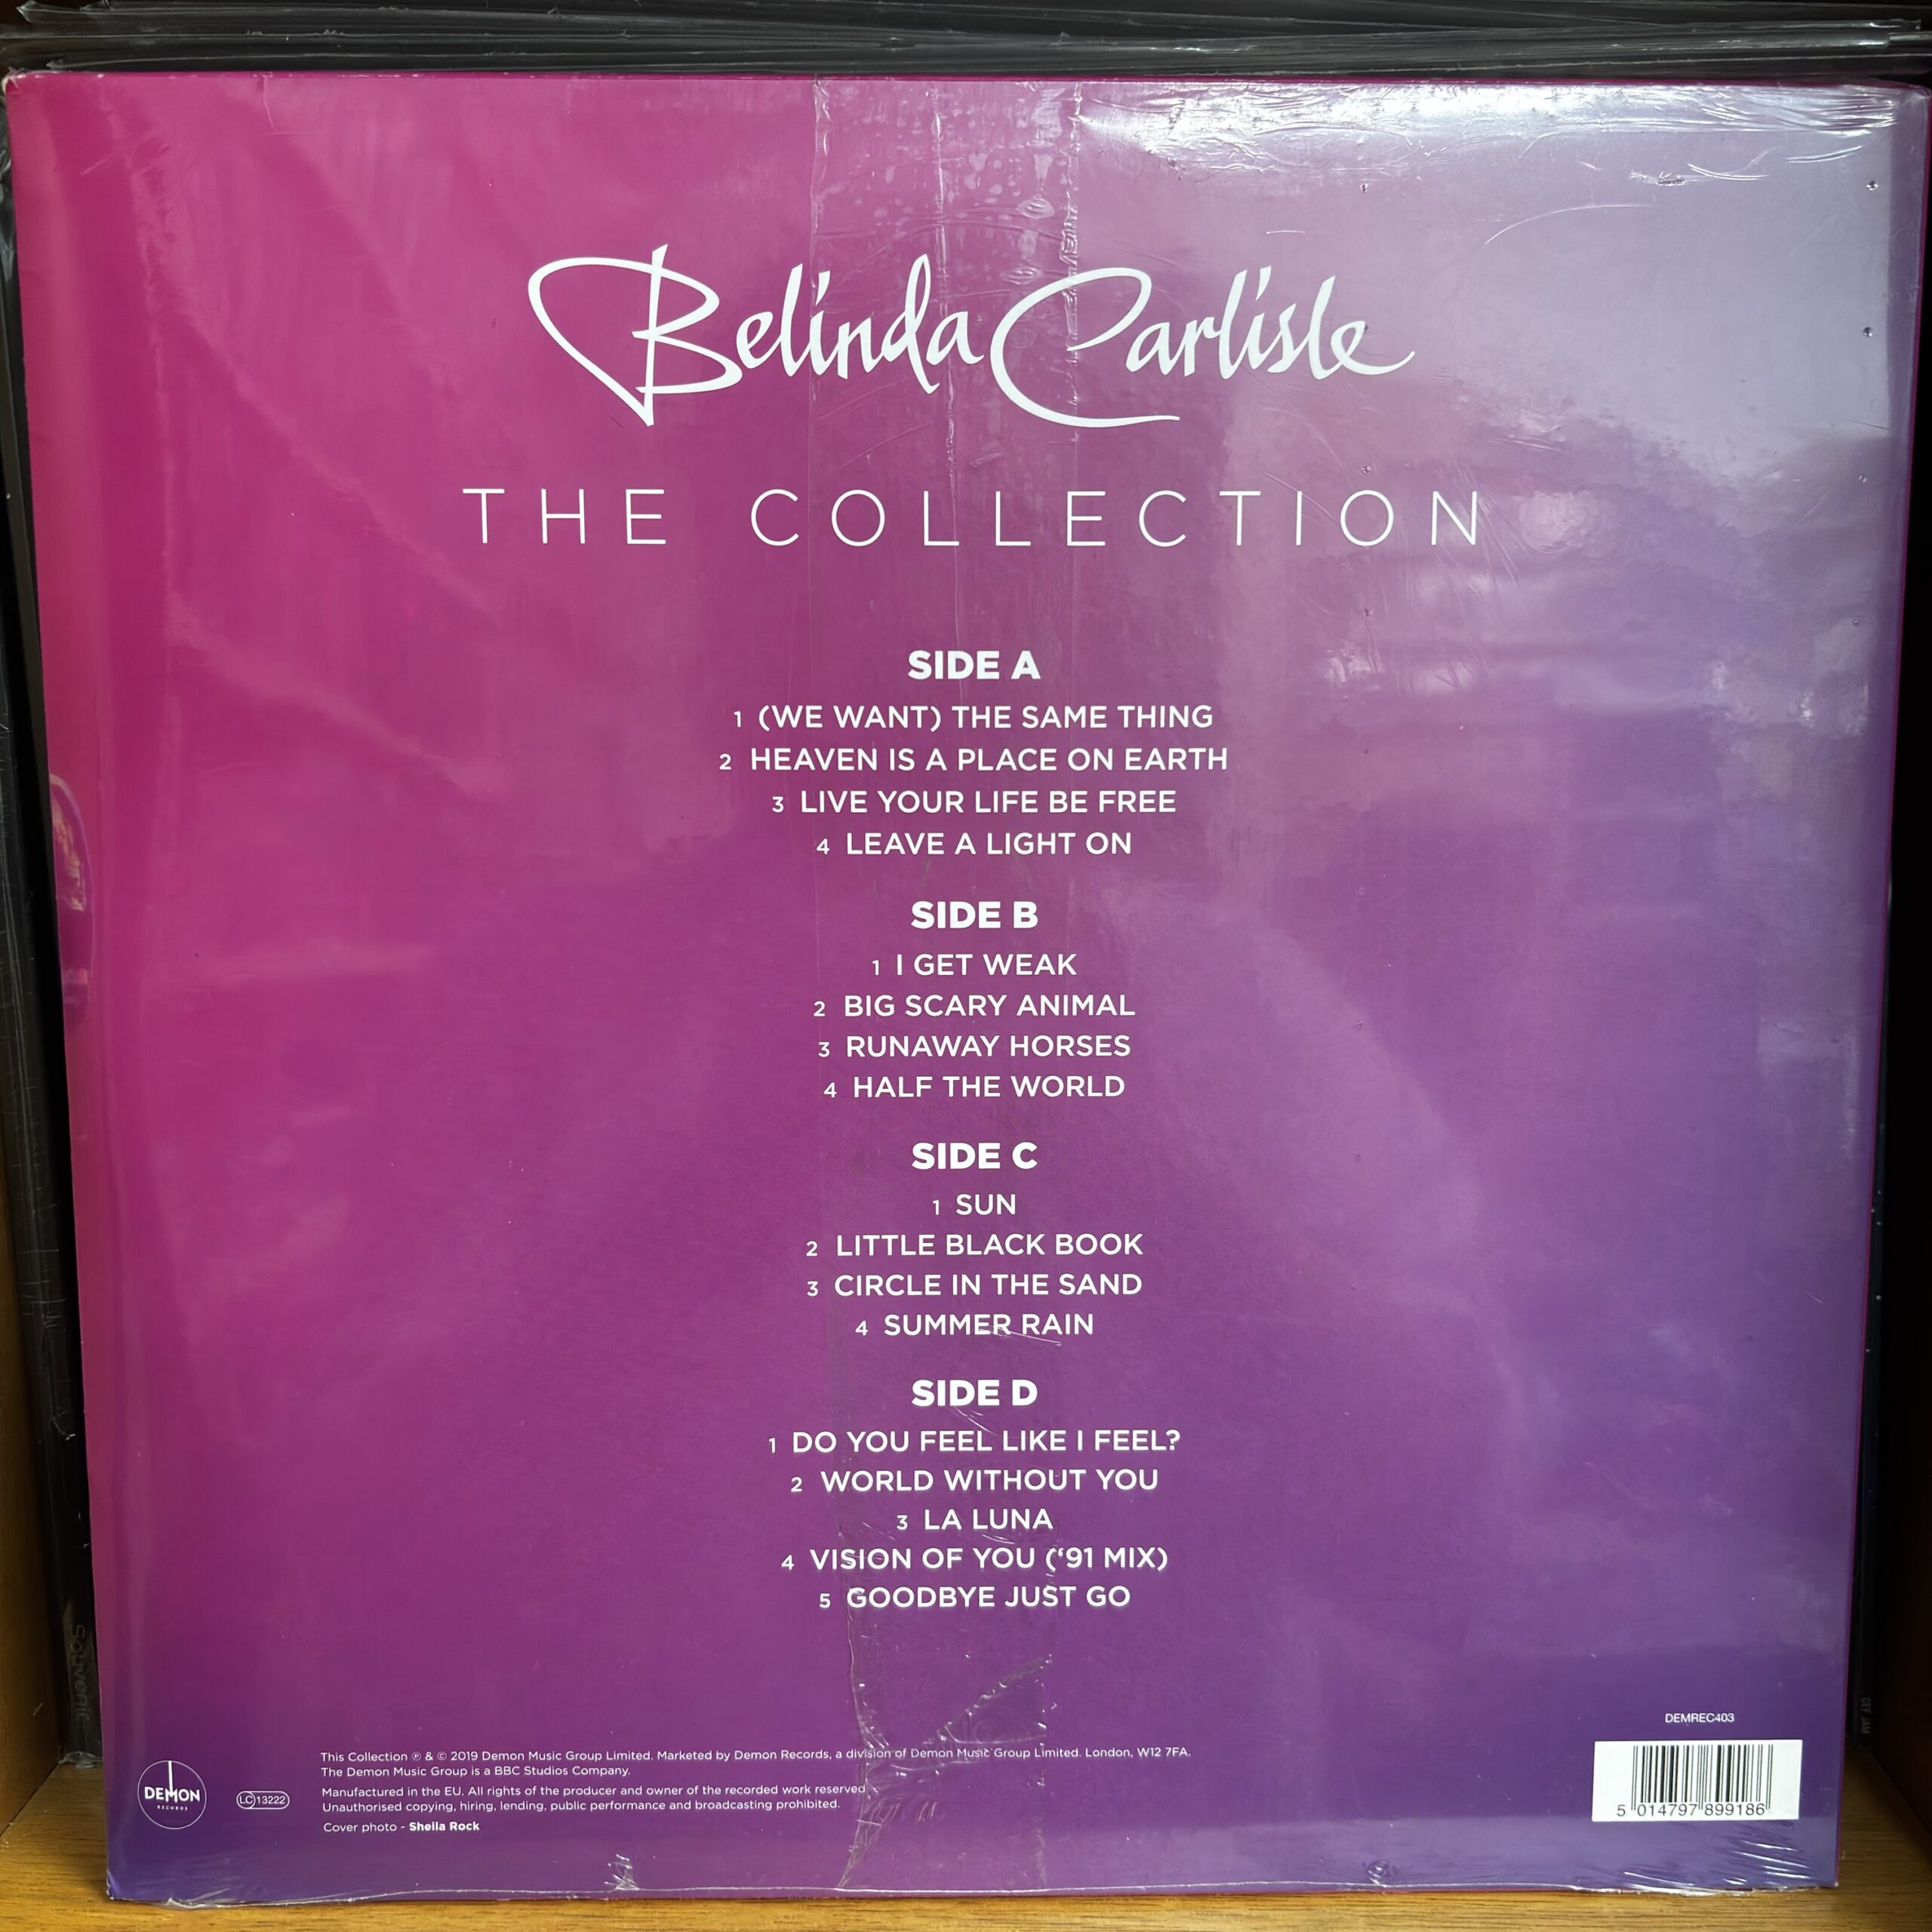 Belinda Carlisle
THE COLLECTION
SIDE A
1 (WE WANT) THE SAME THING
2 HEAVEN IS A PLACE ON EARTH
3 LIVE YOUR LIFE BE FREE
4 LEAVE A LIGHT ON
SIDE B
1 I GET WEAK
2 BIG SCARY ANIMAL
3 RUNAWAY HORSES
4 HALF THE WORLD
SIDE C
1 SUN
2 LITTLE BLACK BOOK
3 CIRCLE IN THE SAND
4 SUMMER RAIN
SIDE D
1 DO YOU FEEL LIKE I FEEL?
2 WORLD WITHOUT YOU
3 LA LUNA
4 VISION OF YOU (‘91 MIX)
5 GOODBYE JUST GO
Souvenir
DEF JAM
DEMREC403
This Collection ℗ & © 2019 Demon Music Group Limited. Marketed by Demon Records, a division of Demon Music Group Limited. London, W12 7FA.
The Demon Music Group is a BBC Studios Company.
Manufactured in the EU. All rights of the producer and owner of the recorded work reserved.
Unauthorised copying, hiring, lending, public performance and broadcasting prohibited.
Cover photo - Sheila Rock
DEMON
RECORDS
LC 13222
5 014797 899186